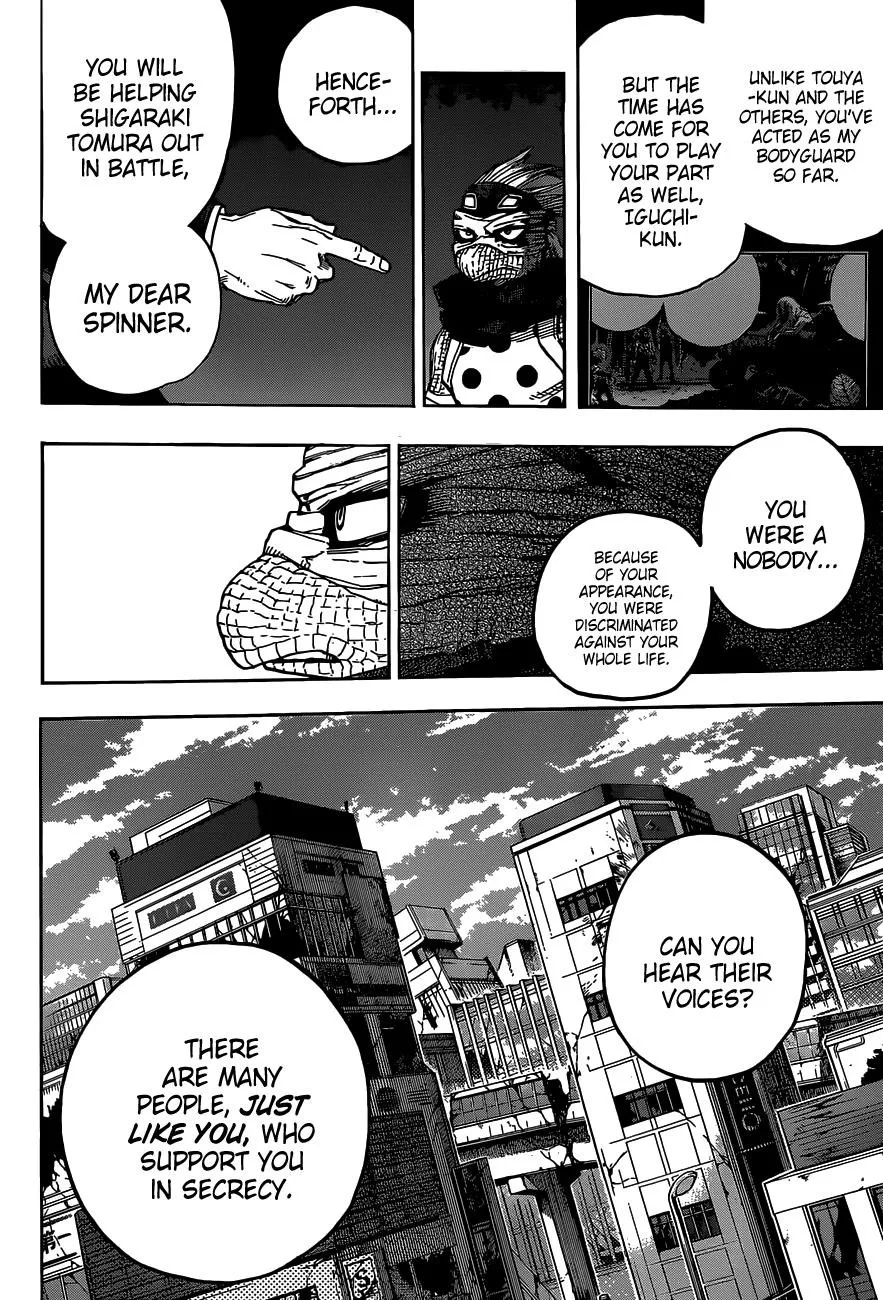 UNLIKE TOUYA
-KUN AND THE
OTHERS, YOU'VE
ACTED AS MY
BODYGUARD
SO FAR.
BUT THE
TIME HAS
COME FOR
YOU TO PLAY
YOUR PART
AS WELL,
IGUCHI-
KUN.
HENCE-
FORTH...
YOU WILL
BE HELPING
SHIGARAKI
TOMURA OUT
IN BATTLE,
MY DEAR
SPINNER.
YOU
WERE A
NOBODY...
BECAUSE
OF YOUR
APPEARANCE,
YOU WERE
DISCRIMINATED
AGAINST YOUR
WHOLE LIFE.
CAN YOU
HEAR THEIR
VOICES?
THERE
ARE MANY
PEOPLE, JUST
LIKE YOU, WHO
SUPPORT YOU
IN SECRECY.
第一